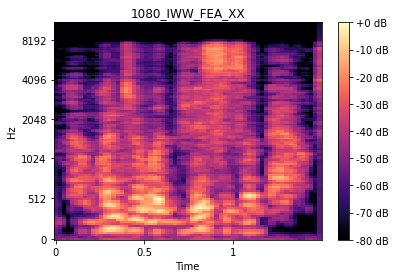 1080_IWW_FEA_XX
+0 dB
8192
-10 dB
4096
-20 dB
-30 dB
2048
Hz
-40 dB
1024
-50 dB
512
-60 dB
-70 dB
0
-80 dB
0
0.5
1
Time